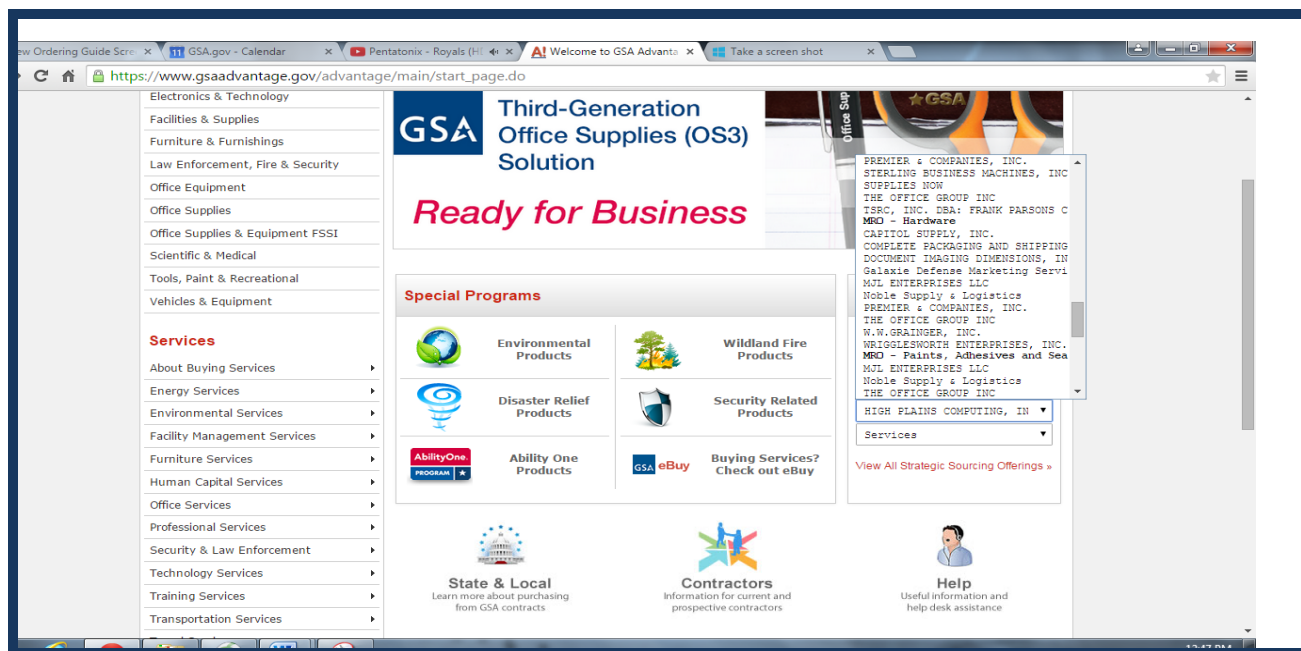 ew Ordering Guide Scre
GSA.gov - Calendar
Pentatonix - Royals (H
Welcome to GSA Advanta
Take a screen shot
https://www.gsaadvantage.gov/advantage/main/start_page.do
Electronics & Technology
Facilities & Supplies
Furniture & Furnishings
Law Enforcement, Fire & Security
Office Equipment
Office Supplies
Office Supplies & Equipment FSSI
Scientific & Medical
Tools, Paint & Recreational
Vehicles & Equipment
Services
About Buying Services
Energy Services
Environmental Services
Facility Management Services
Furniture Services
Human Capital Services
Office Services
Professional Services
Security & Law Enforcement
Technology Services
Training Services
Transportation Services
GSA
Third-Generation
Office Supplies (OS3)
Solution
Ready for Business
Office Sup
GSA
Special Programs
Environmental
Products
Wildland Fire
Products
Disaster Relief
Products
Security Related
Products
AbilityOne.
PROGRAM
Ability One
Products
GSA eBuy
Buying Services?
Check out eBuy
PREMIER & COMPANIES, INC.
STERLING BUSINESS MACHINES, INC
SUPPLIES NOW
THE OFFICE GROUP INC
TSRC, INC. DBA: FRANK PARSONS C
MRO - Hardware
CAPITOL SUPPLY, INC.
COMPLETE PACKAGING AND SHIPPING
DOCUMENT IMAGING DIMENSIONS, IN
Galaxie Defense Marketing Servi
MJL ENTERPRISES LLC
Noble Supply & Logistics
PREMIER & COMPANIES, INC.
THE OFFICE GROUP INC
W.W.GRAINGER, INC.
WRIGGLESWORTH ENTERPRISES, INC.
MRO - Paints, Adhesives and Sea
MJL ENTERPRISES LLC
Noble Supply & Logistics
THE OFFICE GROUP INC
HIGH PLAINS COMPUTING, IN
Services
View All Strategic Sourcing Offerings »
State & Local
Learn more about purchasing
from GSA contracts
Contractors
Information for current and
prospective contractors
Help
Useful information and
help desk assistance
12:47 PM